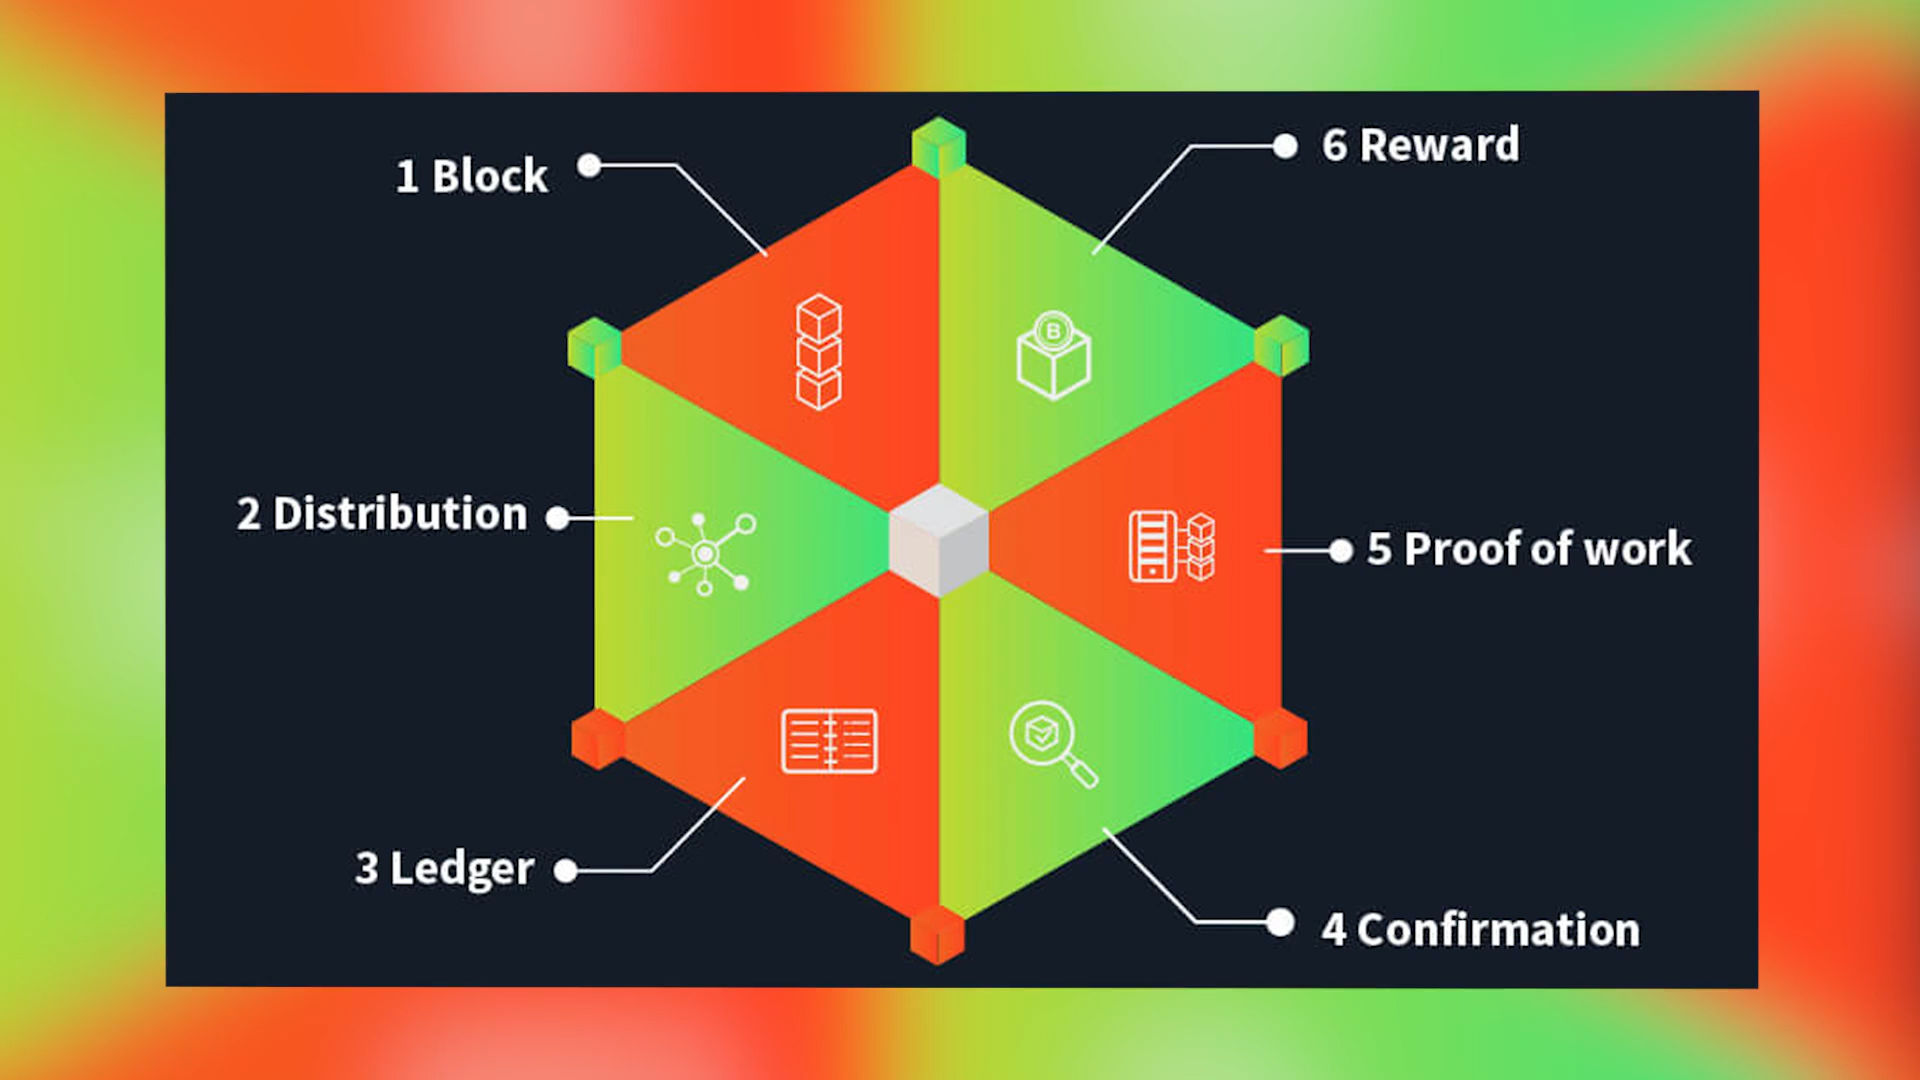 1 Block
2 Distribution
3 Ledger
4 Confirmation
5 Proof of work
6 Reward
B